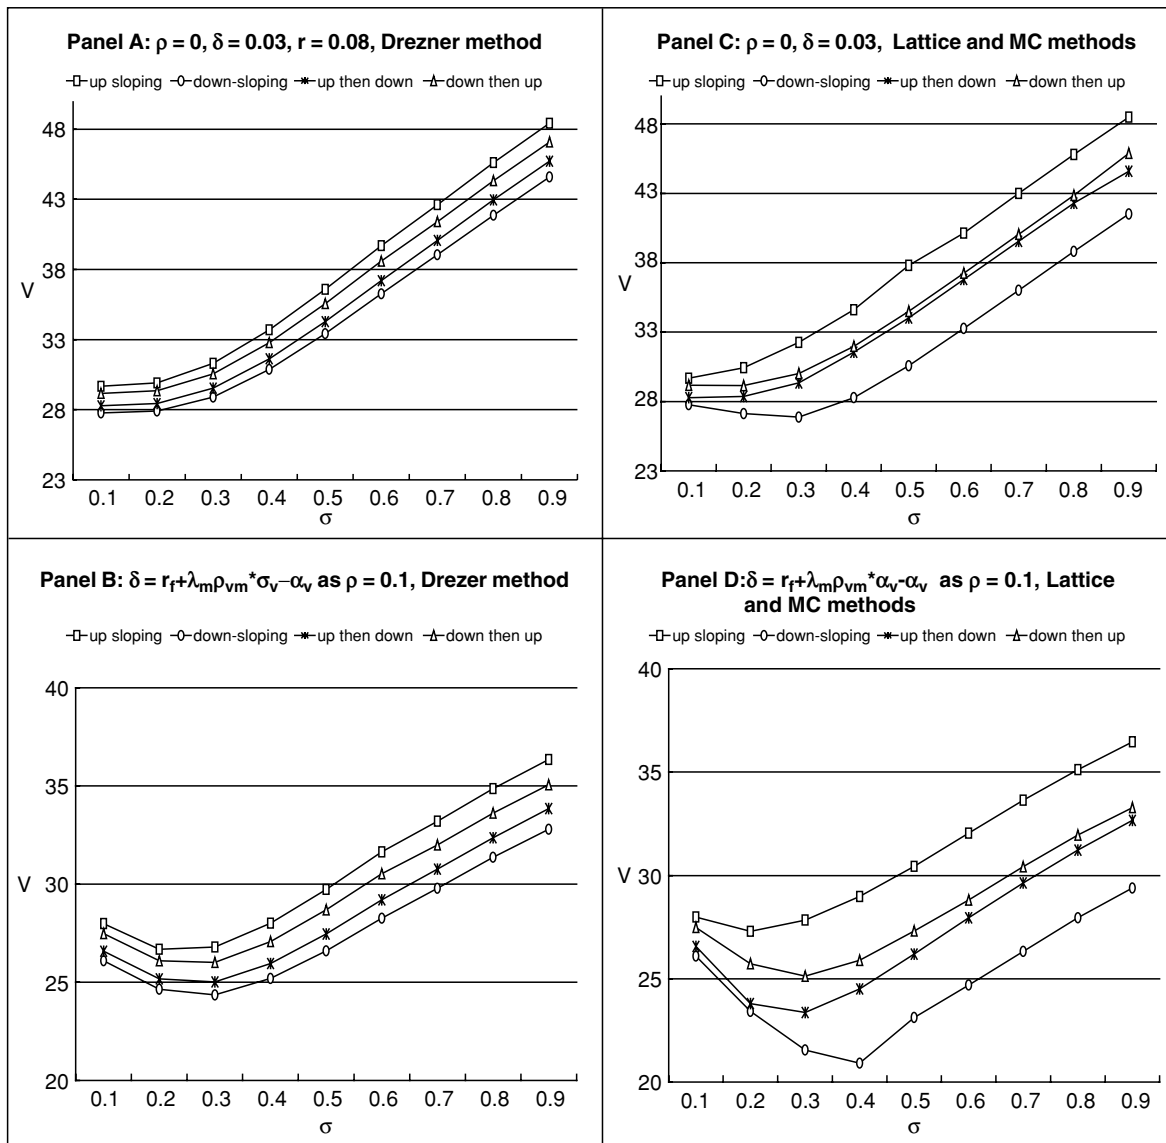 Panel A: ρ = 0, δ = 0.03, r = 0.08, Drezner method
up sloping down-sloping up then down down then up
48
43
38
V
33
28
23
0.1 0.2 0.3 0.4 0.5 0.6 0.7 0.8 0.9
σ
Panel C: ρ = 0, δ = 0.03, Lattice and MC methods
up sloping down-sloping up then down down then up
48
43
38
V
33
28
23
0.1 0.2 0.3 0.4 0.5 0.6 0.7 0.8 0.9
σ
Panel B: δ = r_f+λ_mρ_vm*σ_v−α_v as ρ = 0.1, Drezer method
up sloping down-sloping up then down down then up
40
35
V 30
25
20
0.1 0.2 0.3 0.4 0.5 0.6 0.7 0.8 0.9
σ
Panel D:δ = r_f+λ_mρ_vm*α_v-α_v as ρ = 0.1, Lattice
and MC methods
up sloping down-sloping up then down down then up
40
35
V 30
25
20
0.1 0.2 0.3 0.4 0.5 0.6 0.7 0.8 0.9
σ